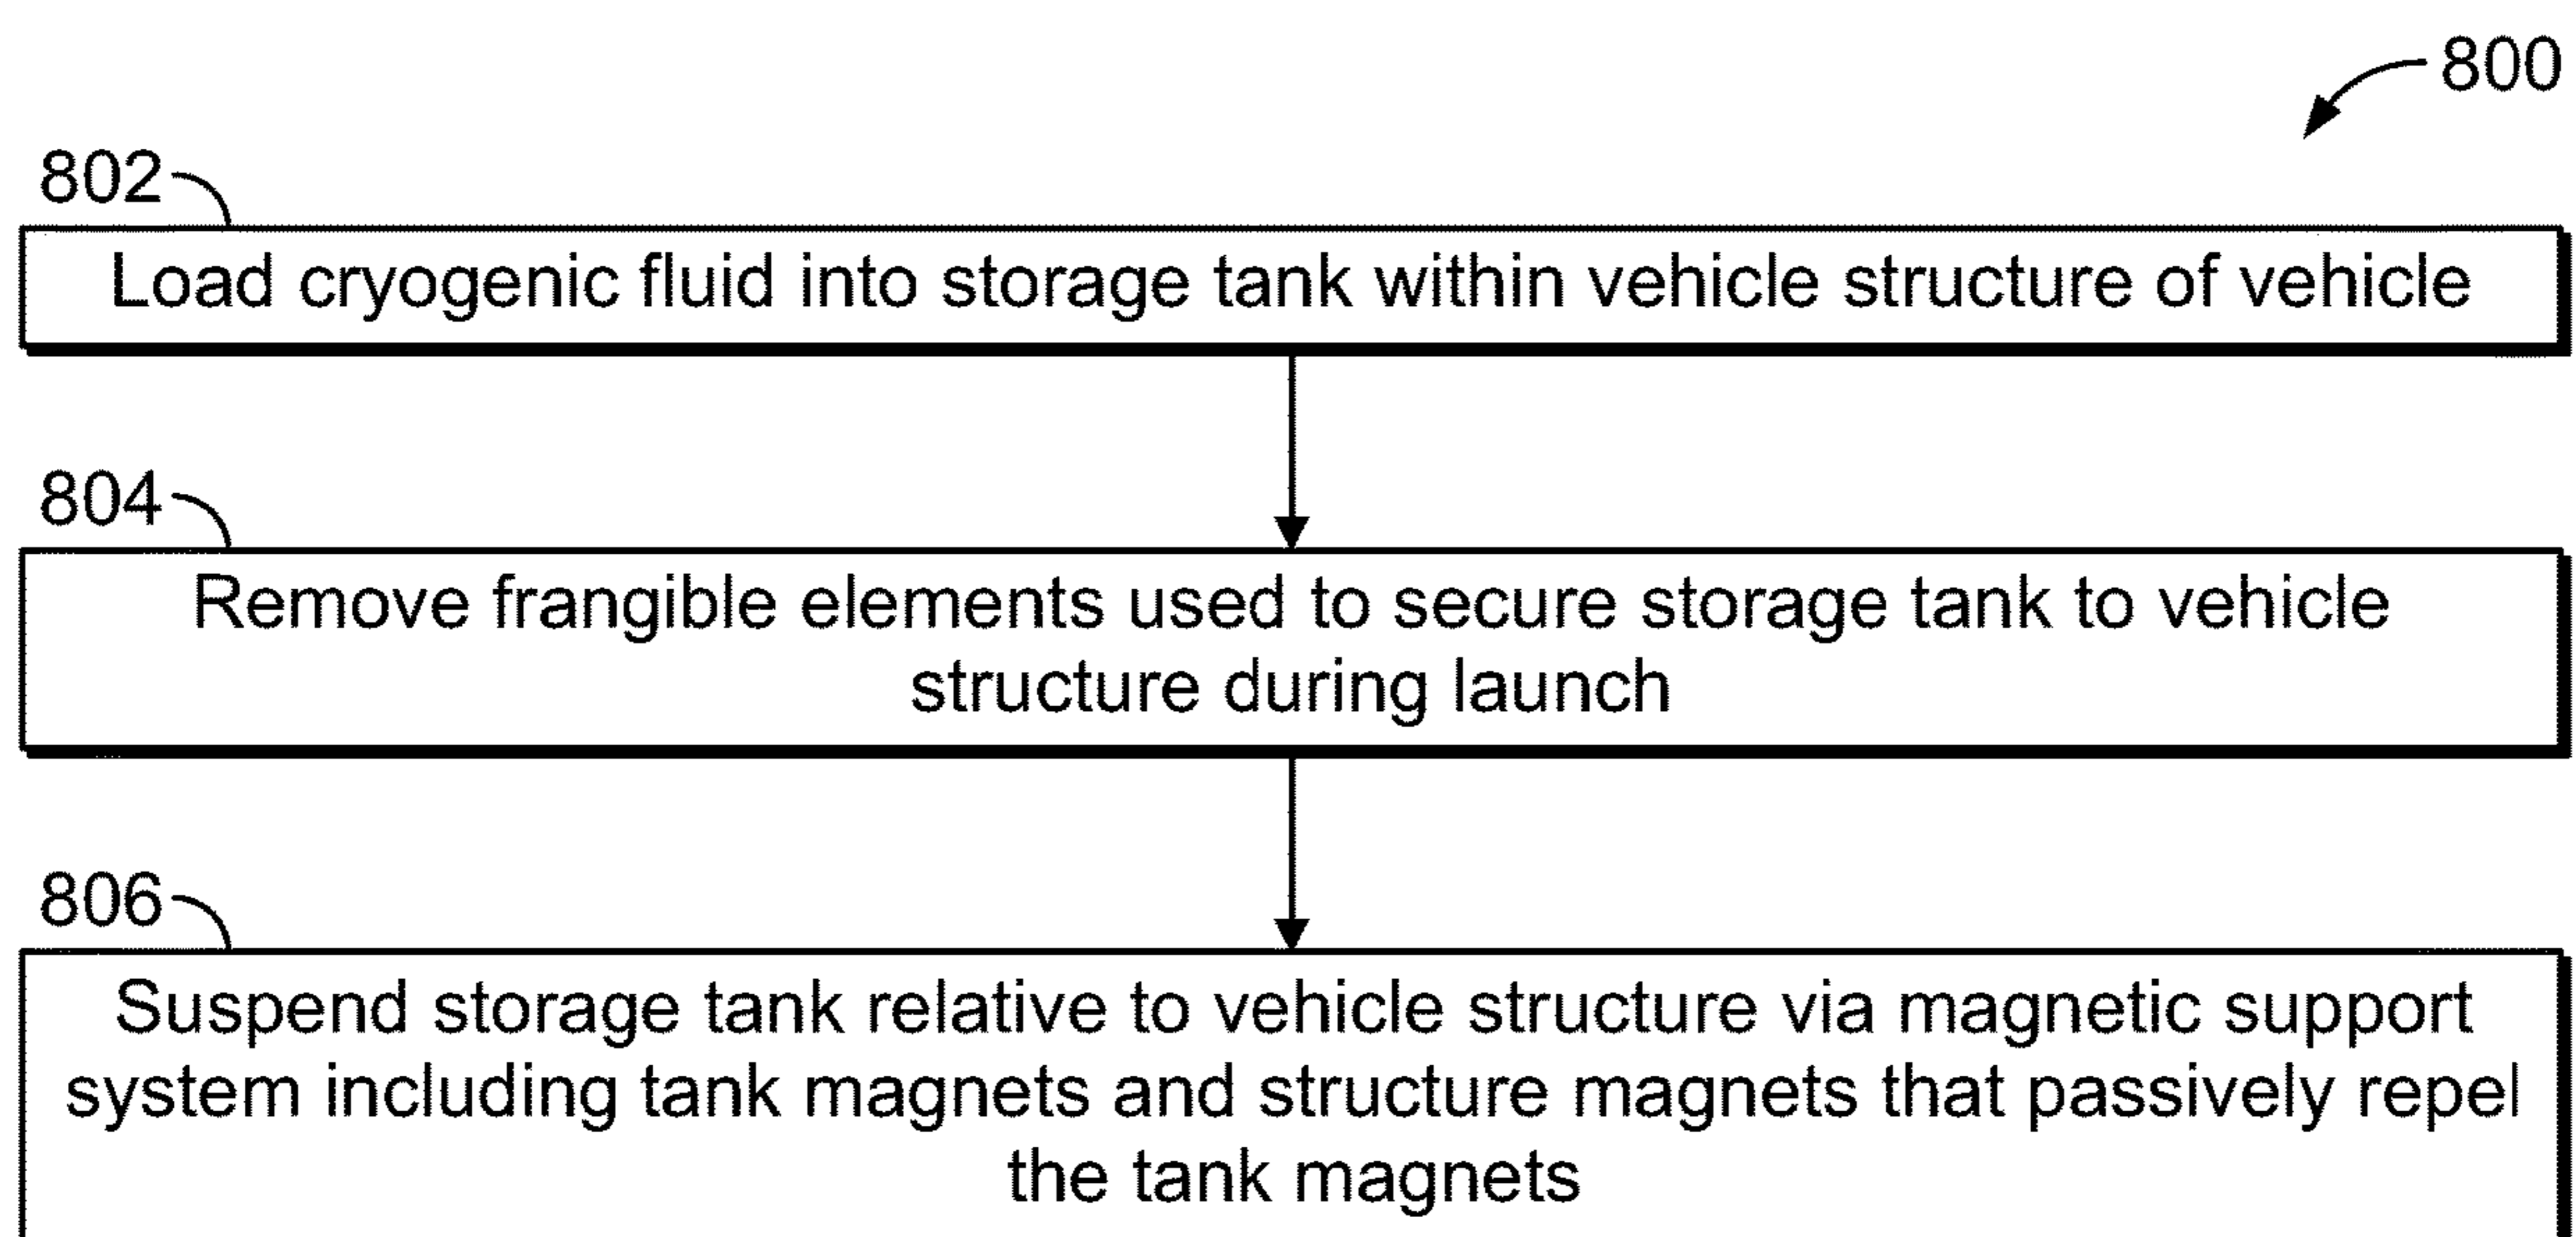 800
802
Load cryogenic fluid into storage tank within vehicle structure of vehicle
804
Remove frangible elements used to secure storage tank to vehicle
structure during launch
806
Suspend storage tank relative to vehicle structure via magnetic support
system including tank magnets and structure magnets that passively repel
the tank magnets